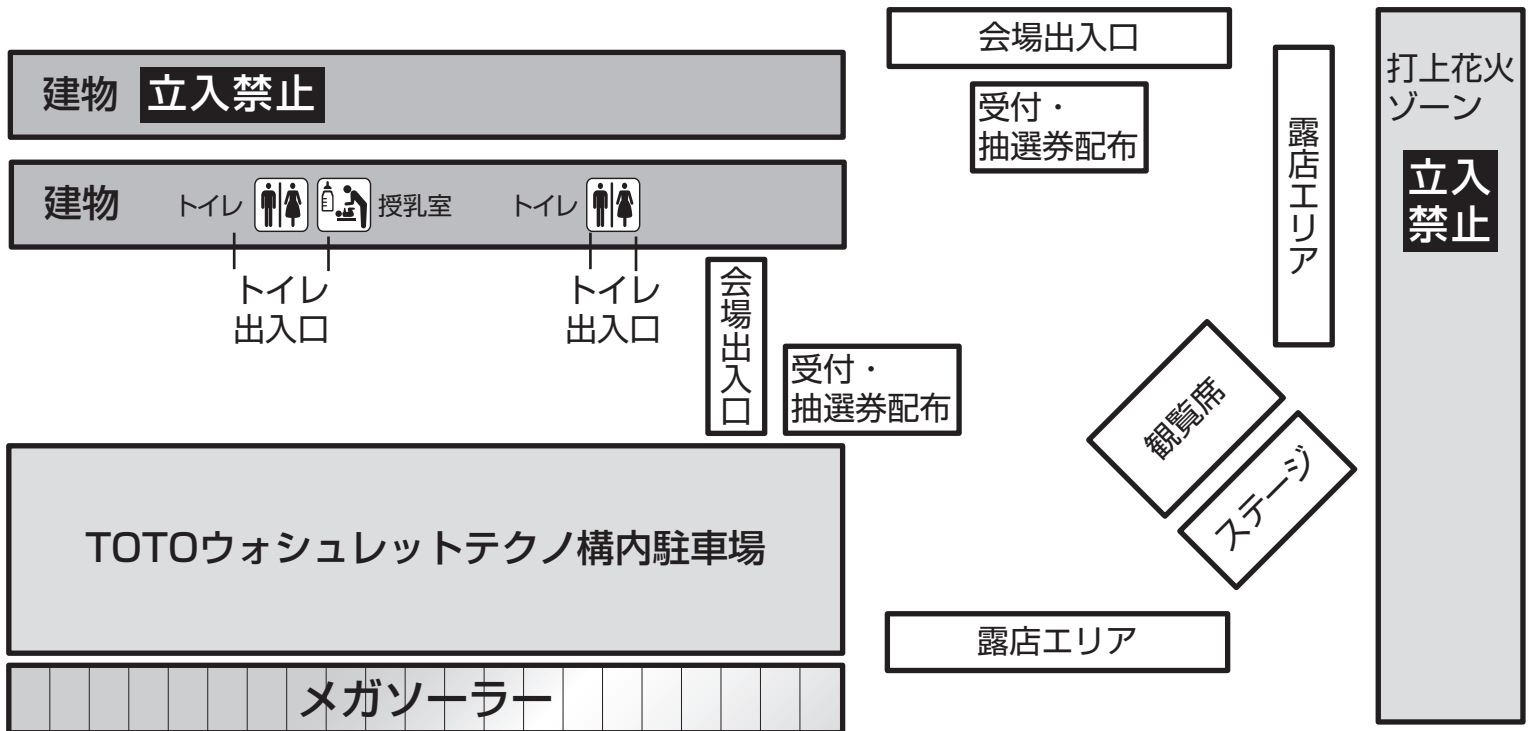 建物 立入禁止
建物 トイレ 授乳室 トイレ
トイレ
出入口
トイレ
出入口
会場出入口
受付・
抽選券配布
TOTOウォシュレットテクノ構内駐車場
メガソーラー
会場出入口
受付・
抽選券配布
露店エリア
観覧席
ステージ
露店エリア
打上花火
ゾーン
立入
禁止